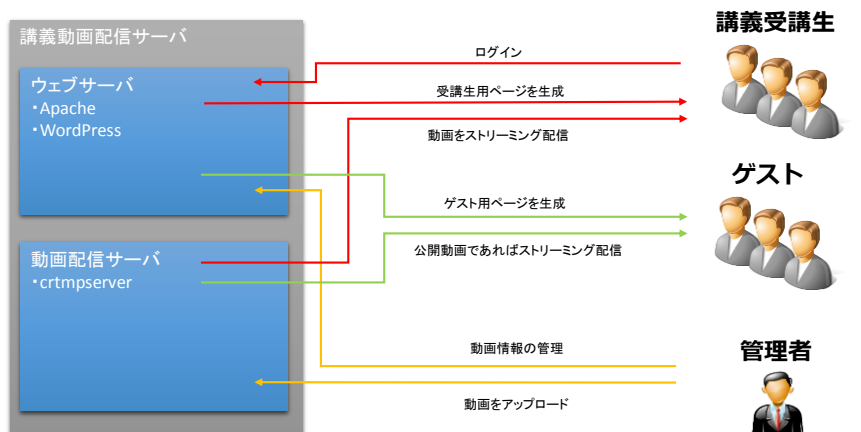 講義動画配信サーバ
ウェブサーバ
・Apache
・WordPress
動画配信サーバ
・crtmpserver
ログイン
受講生用ページを生成
動画をストリーミング配信
ゲスト用ページを生成
公開動画であればストリーミング配信
動画情報の管理
動画をアップロード
講義受講生
ゲスト
管理者